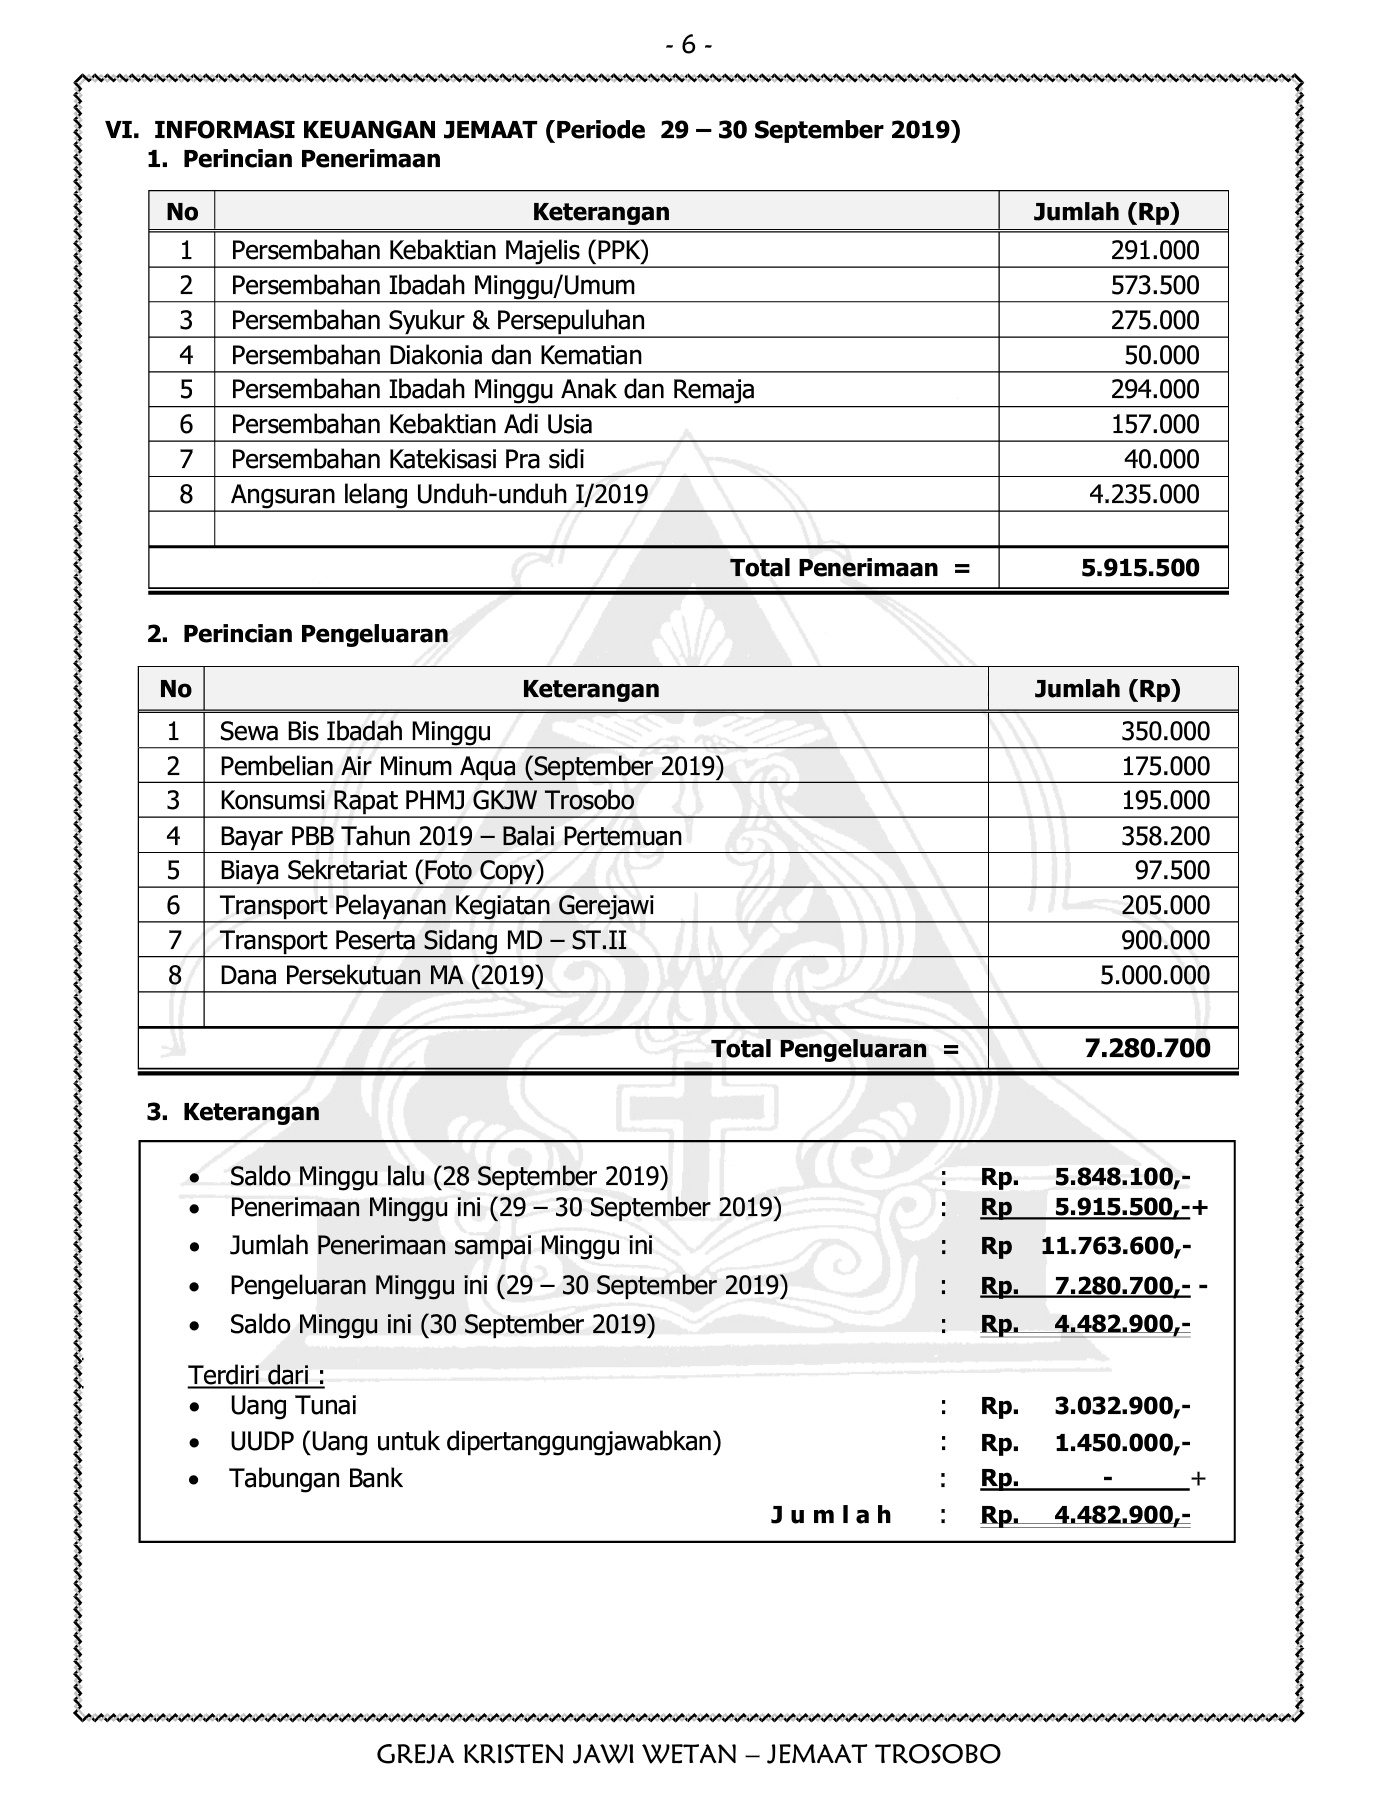 - 6 -
VI. INFORMASI KEUANGAN JEMAAT (Periode 29 – 30 September 2019)
1. Perincian Penerimaan
No Keterangan Jumlah (Rp)
1 Persembahan Kebaktian Majelis (PPK) 291.000
2 Persembahan Ibadah Minggu/Umum 573.500
3 Persembahan Syukur & Persepuluhan 275.000
4 Persembahan Diakonia dan Kematian 50.000
5 Persembahan Ibadah Minggu Anak dan Remaja 294.000
6 Persembahan Kebaktian Adi Usia 157.000
7 Persembahan Katekisasi Pra sidi 40.000
8 Angsuran lelang Unduh-unduh I/2019 4.235.000
Total Penerimaan = 5.915.500
2. Perincian Pengeluaran
No Keterangan Jumlah (Rp)
1 Sewa Bis Ibadah Minggu 350.000
2 Pembelian Air Minum Aqua (September 2019) 175.000
3 Konsumsi Rapat PHMJ GKJW Trosobo 195.000
4 Bayar PBB Tahun 2019 – Balai Pertemuan 358.200
5 Biaya Sekretariat (Foto Copy) 97.500
6 Transport Pelayanan Kegiatan Gerejawi 205.000
7 Transport Peserta Sidang MD – ST.II 900.000
8 Dana Persekutuan MA (2019) 5.000.000
Total Pengeluaran = 7.280.700
3. Keterangan
• Saldo Minggu lalu (28 September 2019) : Rp. 5.848.100,-
• Penerimaan Minggu ini (29 – 30 September 2019) : Rp 5.915.500,-+
• Jumlah Penerimaan sampai Minggu ini : Rp 11.763.600,-
• Pengeluaran Minggu ini (29 – 30 September 2019) : Rp. 7.280.700,- -
• Saldo Minggu ini (30 September 2019) : Rp. 4.482.900,-
Terdiri dari :
• Uang Tunai : Rp. 3.032.900,-
• UUDP (Uang untuk dipertanggungjawabkan) : Rp. 1.450.000,-
• Tabungan Bank : Rp. - +
J u m l a h : Rp. 4.482.900,-
GREJA KRISTEN JAWI WETAN – JEMAAT TROSOBO